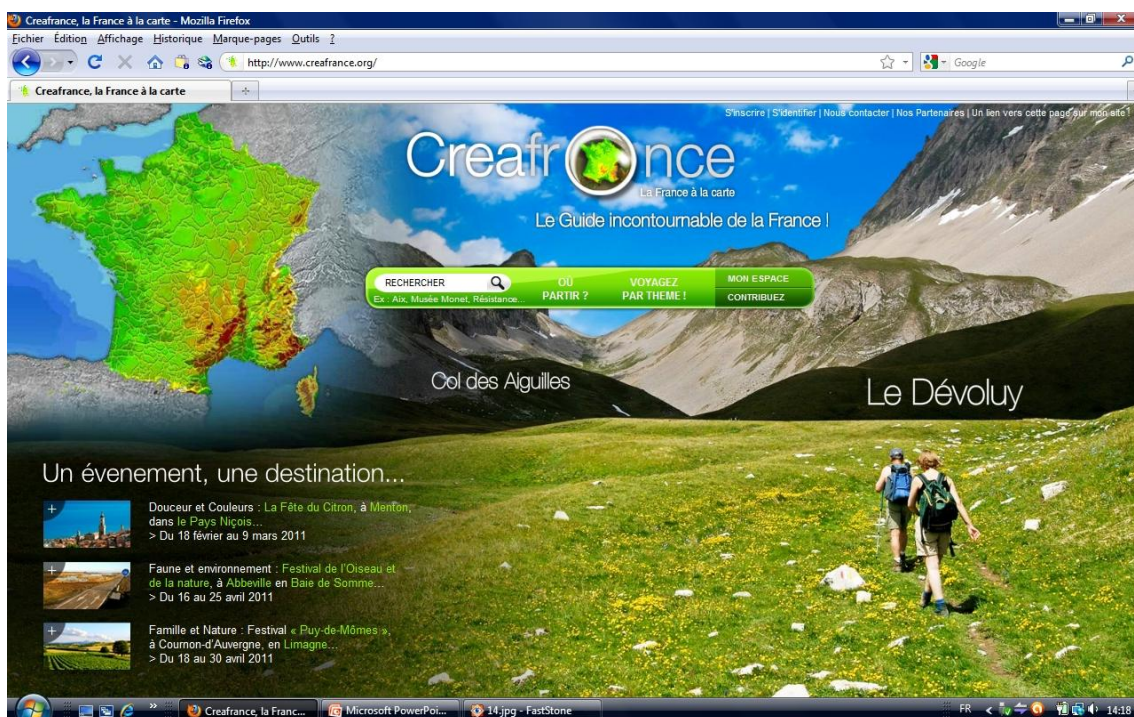 Creafrance, la France à la carte - Mozilla Firefox
Fichier Édition Affichage Historique Marque-pages Outils ?
http://www.creafrance.org/
Google
Creafrance, la France à la carte
S'inscrire | S'identifier | Nous contacter | Nos Partenaires | Un lien vers cette page sur mon site !
Creafrance
La France à la carte
Le Guide incontournable de la France !
RECHERCHER
Ex : Aix, Musée Monet, Résistance...
OÙ
PARTIR ?
VOYAGEZ
PAR THEME !
MON ESPACE
CONTRIBUEZ
Col des Aiguilles
Le Dévoluy
Un évenement, une destination...
Douceur et Couleurs : La Fête du Citron, à Menton,
dans le Pays Niçois...
> Du 18 février au 9 mars 2011
Faune et environnement : Festival de l'Oiseau et
de la nature, à Abbeville en Baie de Somme...
> Du 16 au 25 avril 2011
Famille et Nature : Festival « Puy-de-Mômes »,
à Cournon-d'Auvergne, en Limagne...
> Du 18 au 30 avril 2011
Creafrance, la Franc...
Microsoft PowerPoi...
14.jpg - FastStone
FR
14:18